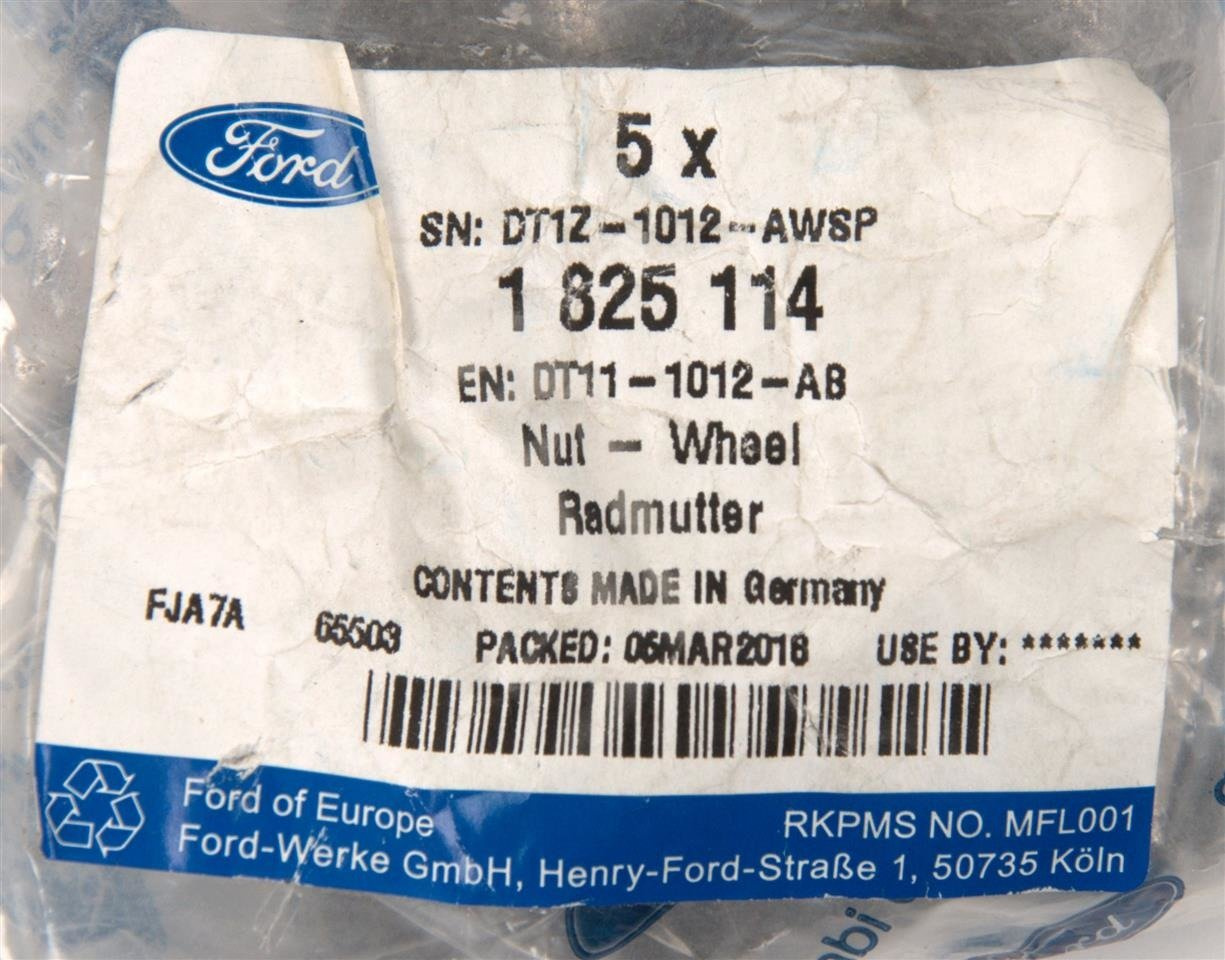 Ford
5 x
SN: DT1Z-1012-AWSP
1 825 114
EN: DT11-1012-AB
Nut - Wheel
Radmutter
CONTENTS MADE IN Germany
FJA7A 65503 PACKED: 05MAR2018 USE BY: *******
Ford of Europe
RKPMS NO. MFL001
Ford-Werke GmbH, Henry-Ford-Straße 1, 50735 Köln
Ford